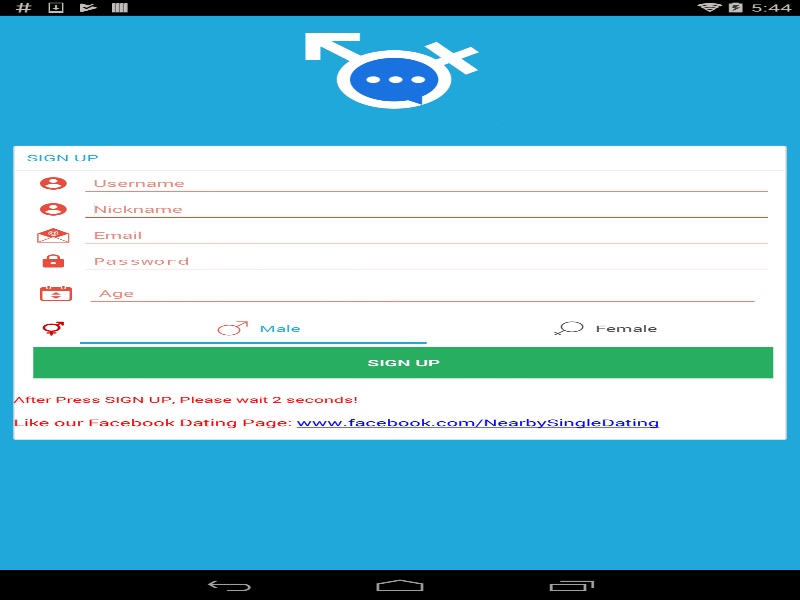 5:44
SIGN UP
Username
Nickname
Email
Password
Age
Male Female
SIGN UP
After Press SIGN UP, Please wait 2 seconds!
Like our Facebook Dating Page: www.facebook.com/NearbySingleDating